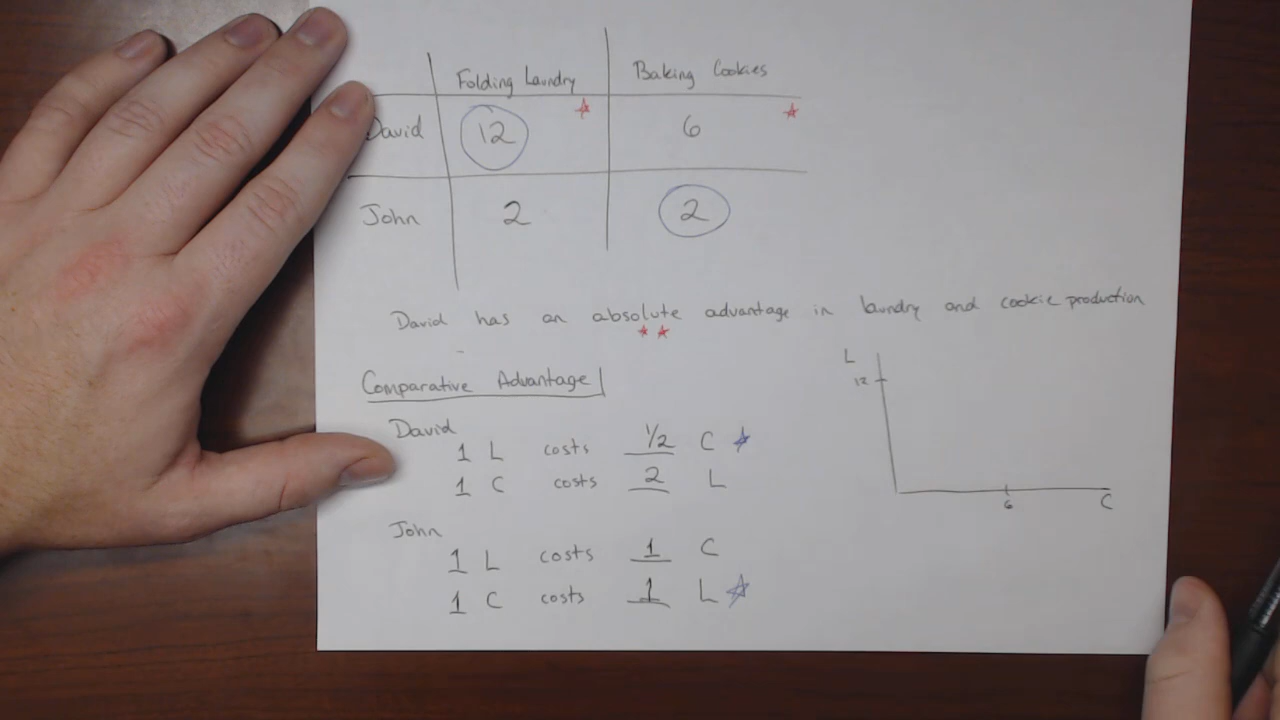 Folding Laundry Baking Cookies
David 12 6
John 2 2
David has an absolute advantage in laundry and cookie production
Comparative Advantage
David
1 L costs 1/2 C
1 C costs 2 L
John
1 L costs 1 C
1 C costs 1 L
L
12
6 C